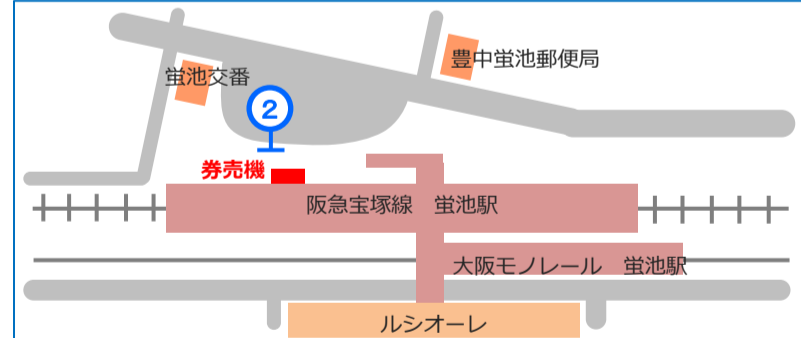 豊中蛍池郵便局
蛍池交番
2
券売機
阪急宝塚線　蛍池駅
大阪モノレール　蛍池駅
ルシオーレ